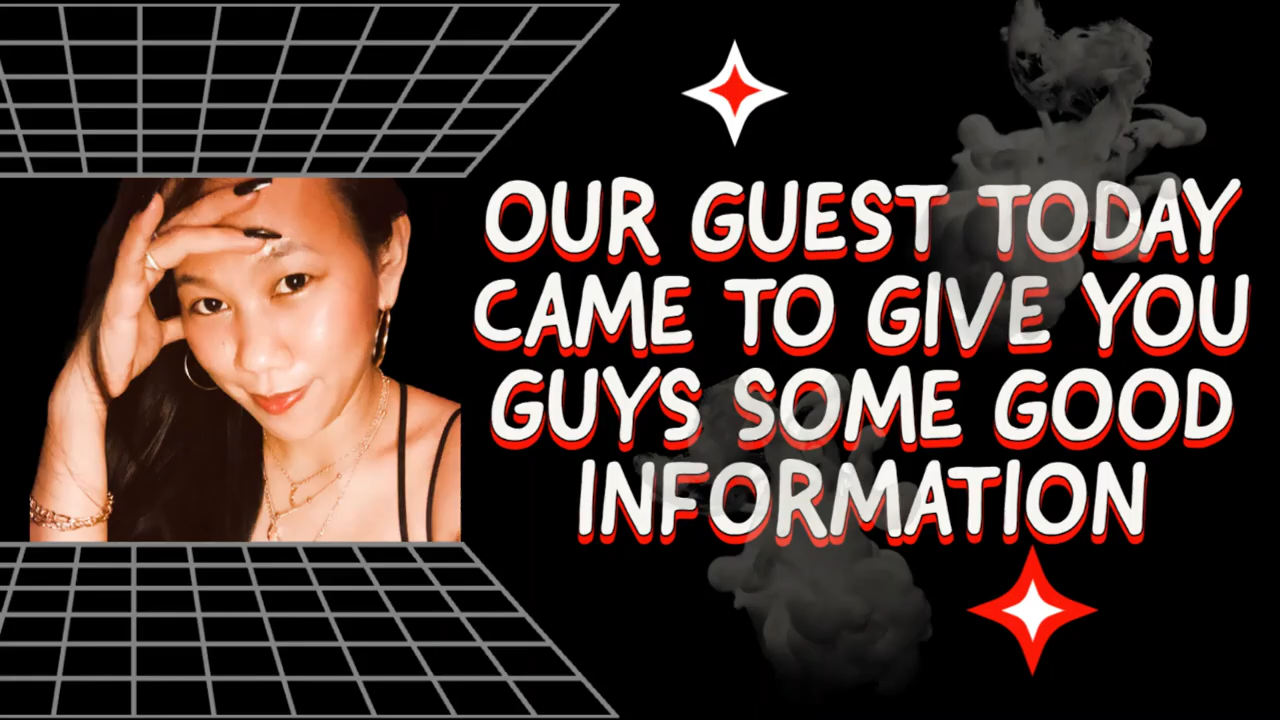 OUR GUEST TODAY
CAME TO GIVE YOU
GUYS SOME GOOD
INFORMATION